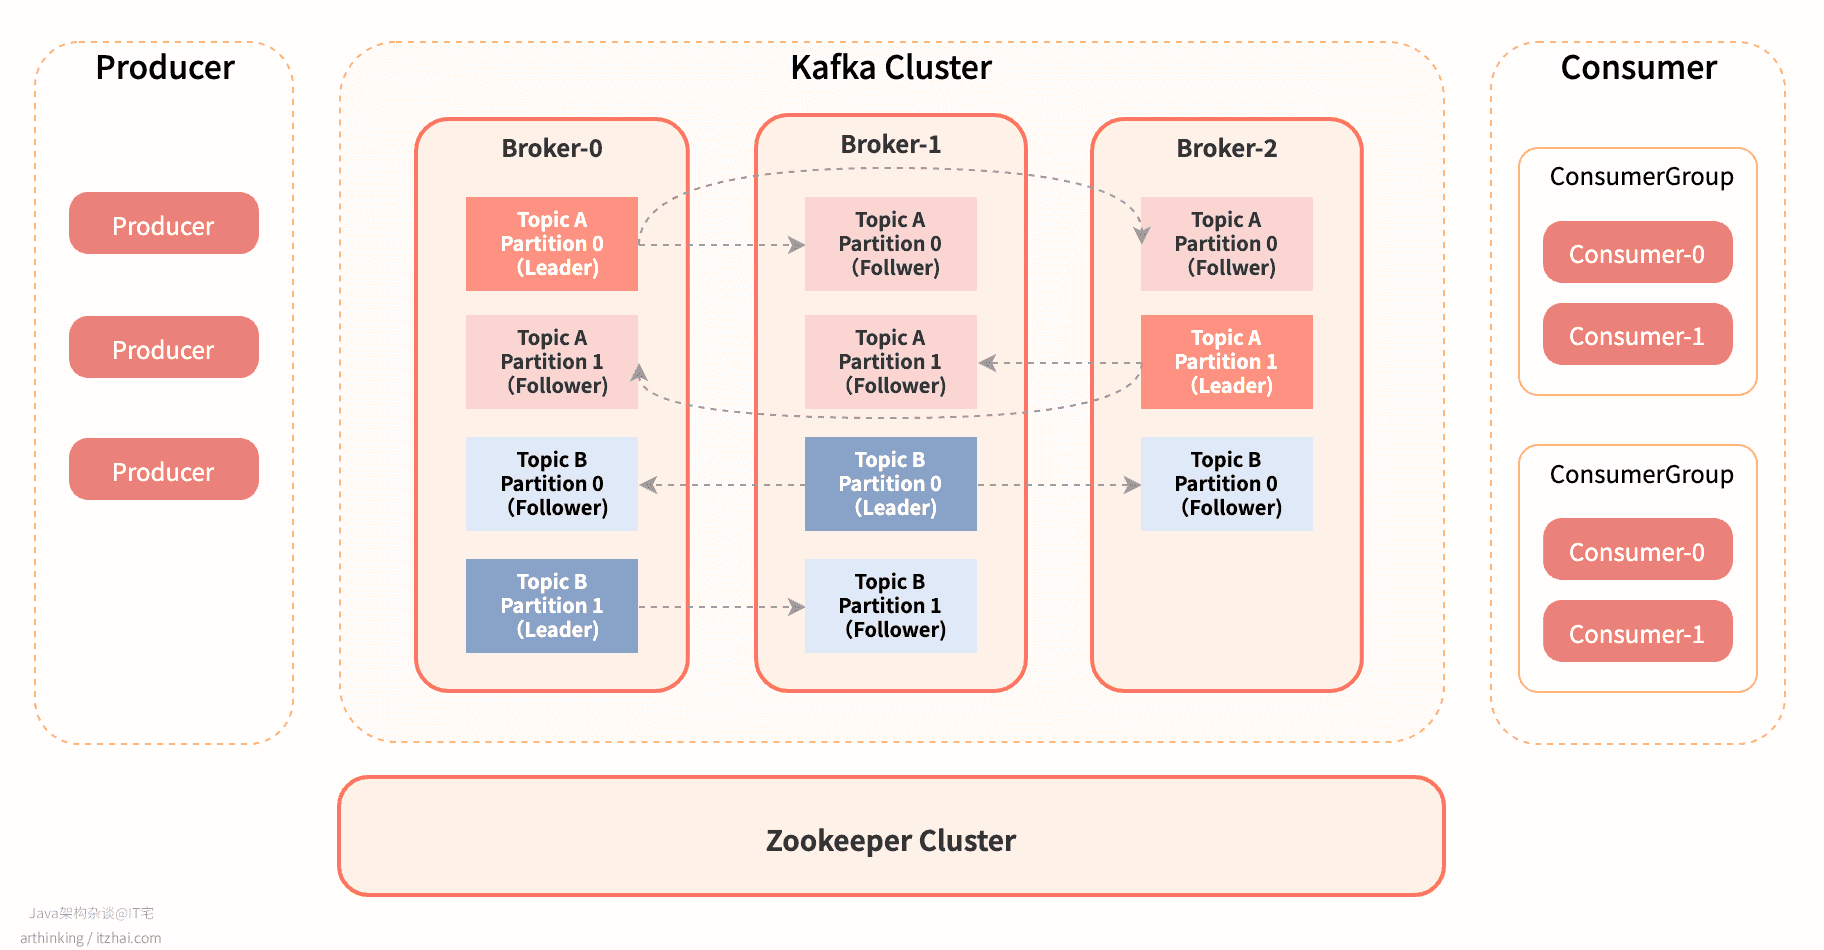 Producer
Producer
Producer
Producer
Kafka Cluster
Broker-0
Topic A
Partition 0
（Leader)
Topic A
Partition 1
（Follower)
Topic B
Partition 0
（Follower)
Topic B
Partition 1
（Leader)
Broker-1
Topic A
Partition 0
（Follwer)
Topic A
Partition 1
（Follower)
Topic B
Partition 0
（Leader)
Topic B
Partition 1
（Follower)
Broker-2
Topic A
Partition 0
（Follwer)
Topic A
Partition 1
（Leader)
Topic B
Partition 0
（Follower)
Consumer
ConsumerGroup
Consumer-0
Consumer-1
ConsumerGroup
Consumer-0
Consumer-1
Zookeeper Cluster
Java架构杂谈@IT宅
arthinking / itzhai.com